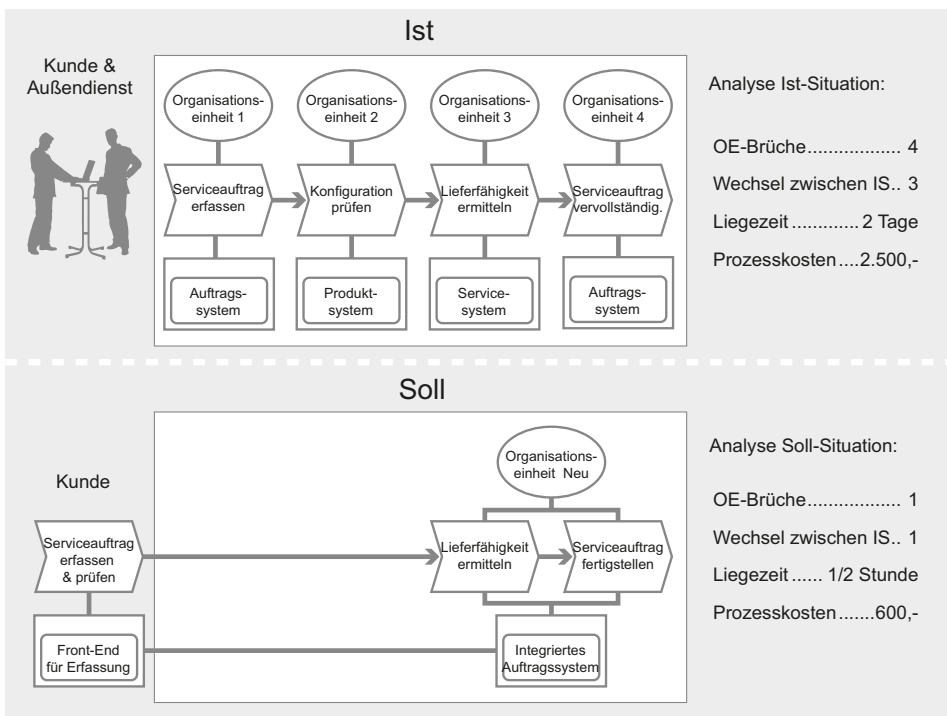 Ist
Kunde &
Außendienst
Organisations-
einheit 1
Organisations-
einheit 2
Organisations-
einheit 3
Organisations-
einheit 4
Serviceauftrag
erfassen
Konfiguration
prüfen
Lieferfähigkeit
ermitteln
Serviceauftrag
vervollständig.
Auftrags-
system
Produkt-
system
Service-
system
Auftrags-
system
Analyse Ist-Situation:
OE-Brüche.................. 4
Wechsel zwischen IS.. 3
Liegezeit ............. 2 Tage
Prozesskosten ....2.500,-
Soll
Kunde
Serviceauftrag
erfassen
& prüfen
Front-End
für Erfassung
Organisations-
einheit Neu
Lieferfähigkeit
ermitteln
Serviceauftrag
fertigstellen
Integriertes
Auftragssystem
Analyse Soll-Situation:
OE-Brüche.................. 1
Wechsel zwischen IS.. 1
Liegezeit ...... 1/2 Stunde
Prozesskosten .......600,-